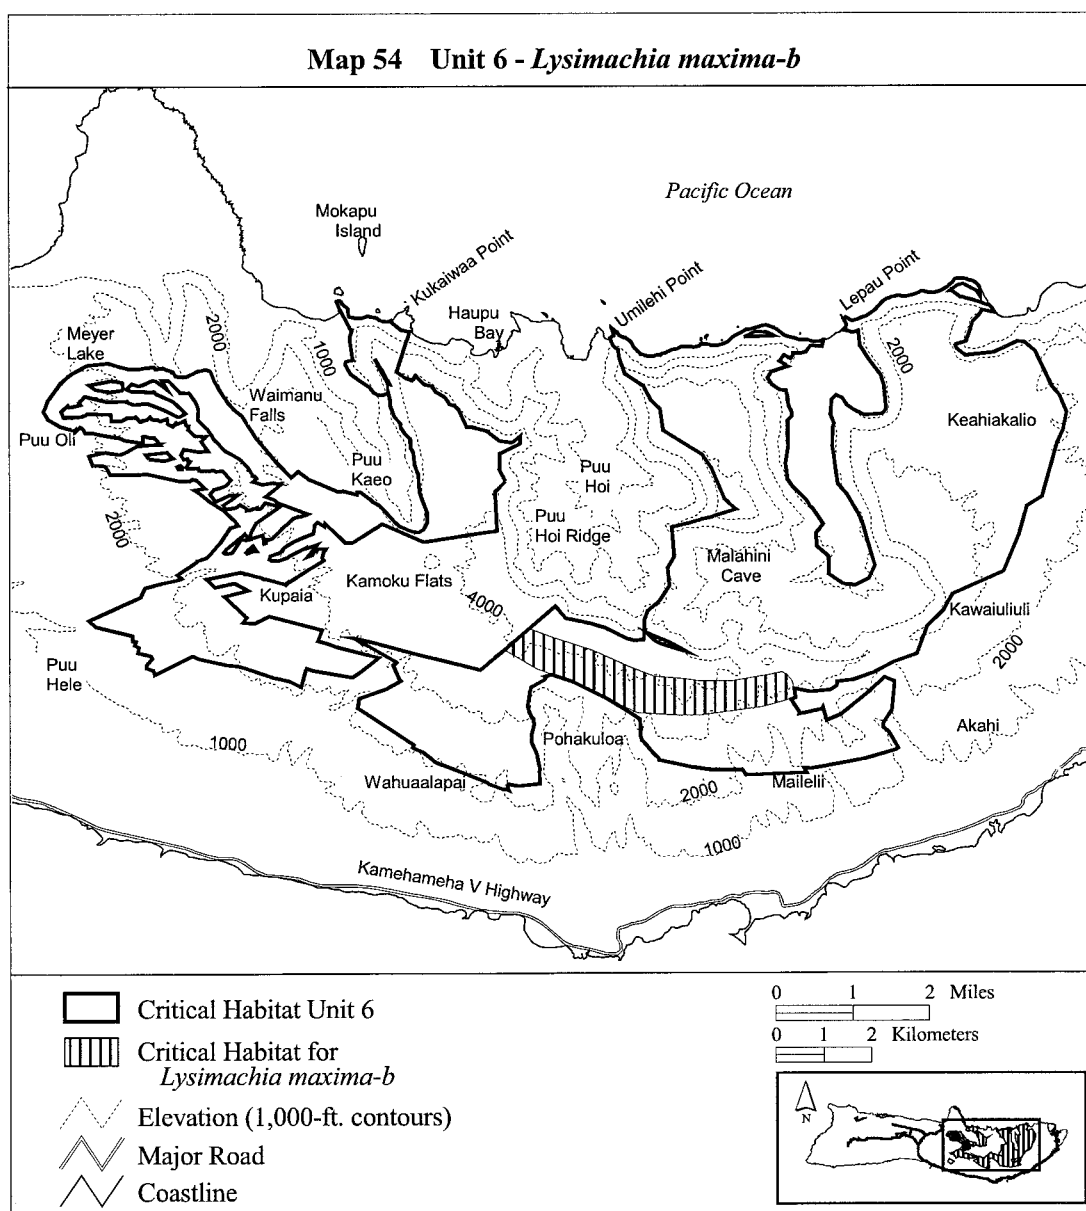 Map 54 Unit 6 - Lysimachia maxima-b
Pacific Ocean
Mokapu
Island
Kukaiwaa Point
Haupu
Bay
Umilehi Point
Lepau Point
Meyer
Lake
2000
1000
2000
Waimanu
Falls
Puu Oli
Keahiakalio
Puu
Kaeo
Puu
Hoi
2000
Puu
Hoi Ridge
Malahini
Cave
Kamoku Flats
Kupaia
4000
Kawaiuliuli
2000
Puu
Hele
1000
Pohakuloa
Akahi
Wahuaalapai
2000
Mailelii
1000
Kamehameha V Highway
Critical Habitat Unit 6
Critical Habitat for
Lysimachia maxima-b
Elevation (1,000-ft. contours)
Major Road
Coastline
0 1 2 Miles
0 1 2 Kilometers
N